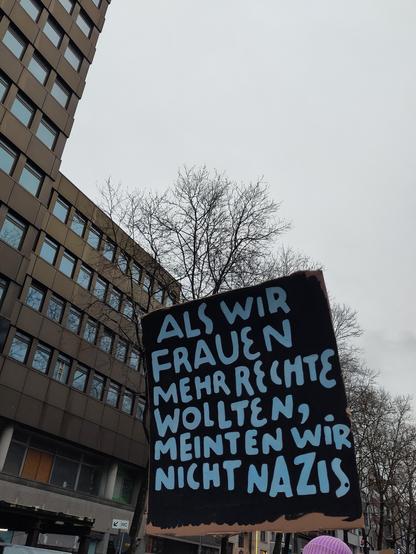 ALS WIR
FRAUEN
MEHR RECHTE
WOLLTEN,
MEINTEN WIR
NICHT NAZIS